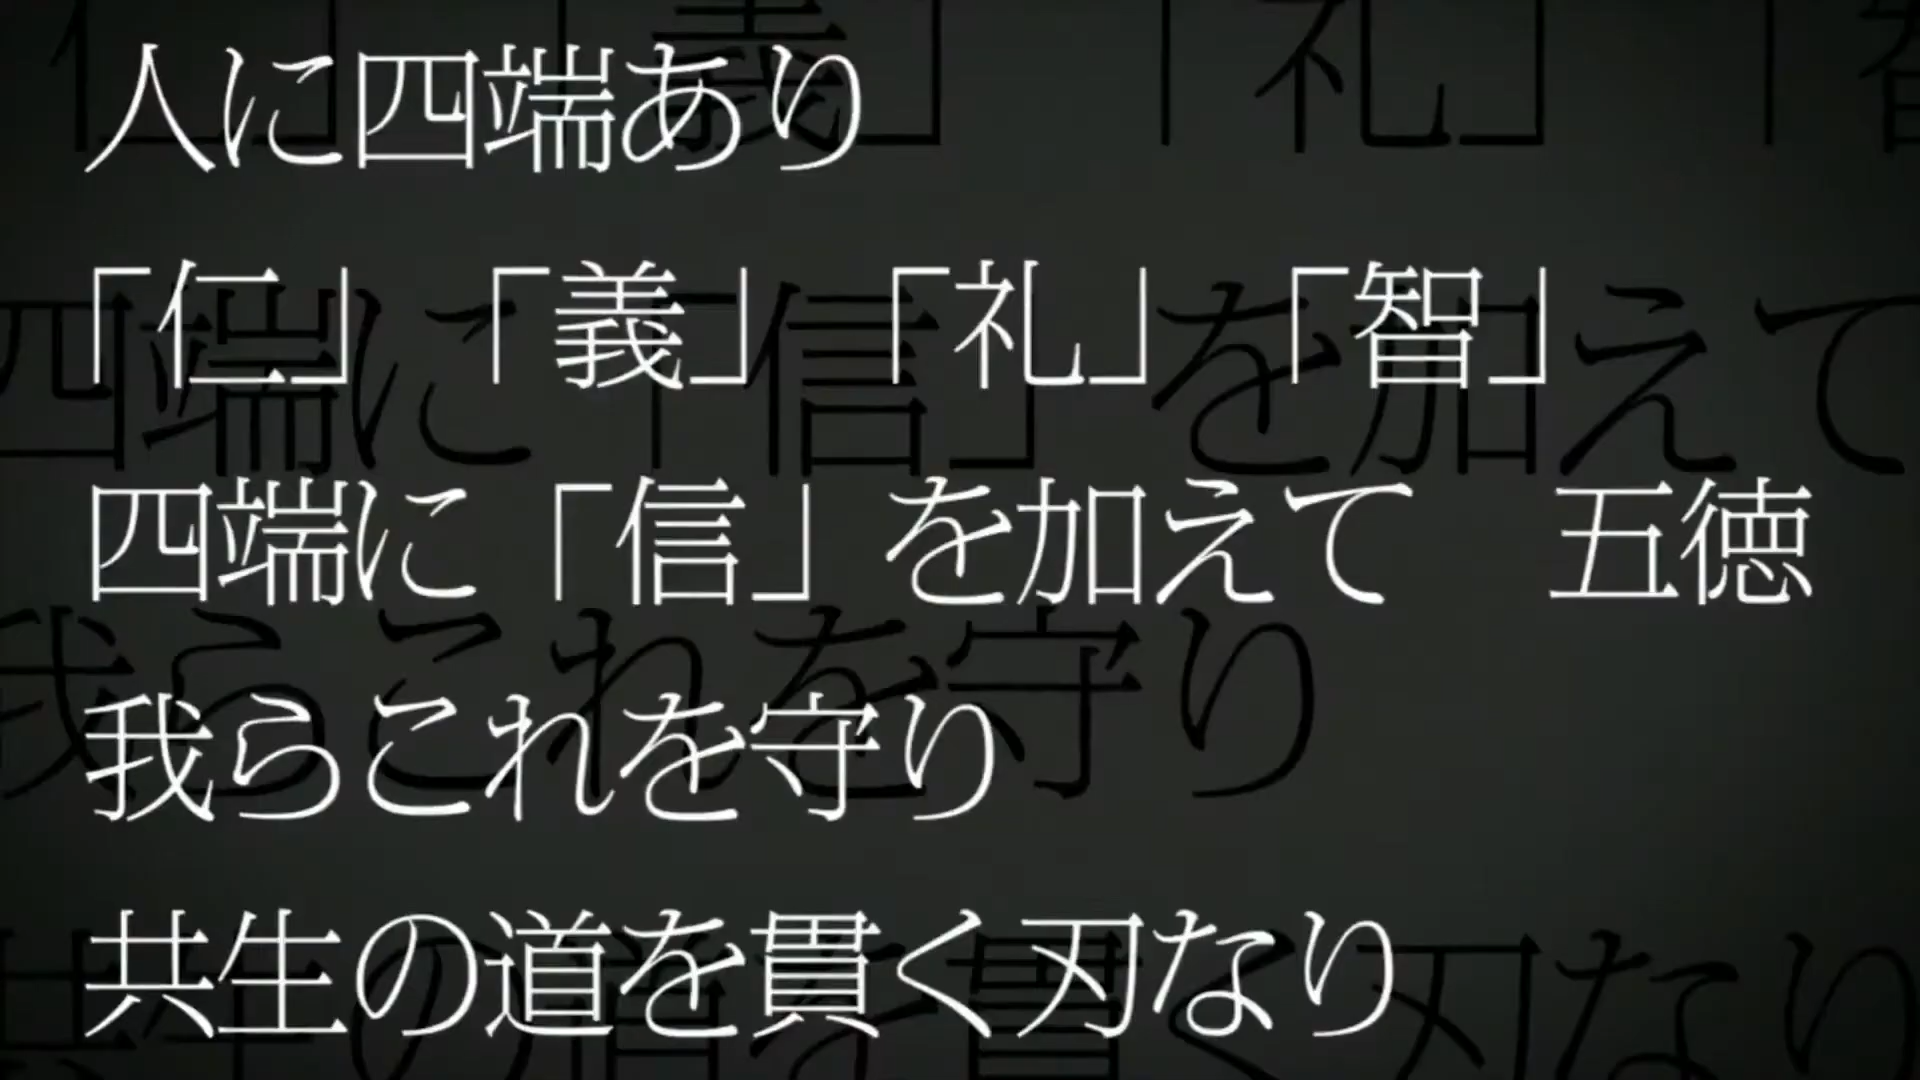 人に四端あり
「仁」「義」「礼」「智」
四端に「信」を加えて　五徳
我らこれを守り
共生の道を貫く刃なり